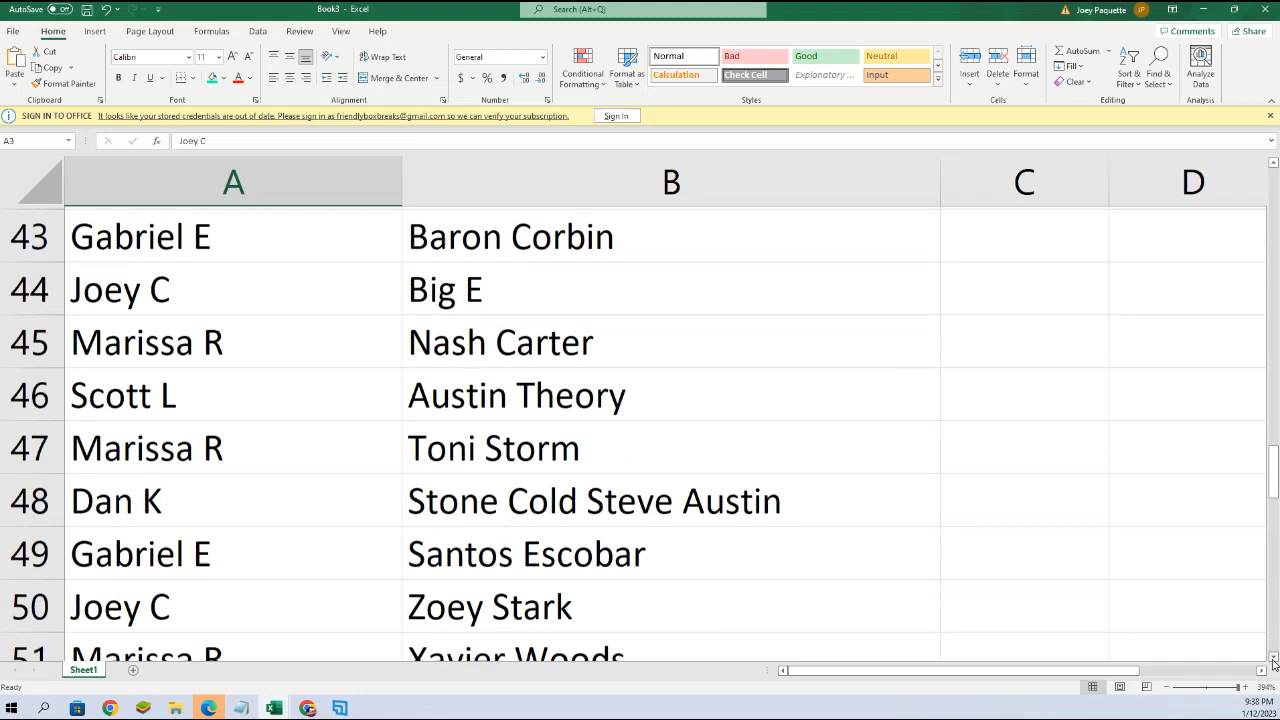 AutoSave Off Book3 - Excel Search (Alt+Q) Joey Paquette JP
File Home Insert Page Layout Formulas Data Review View Help Comments Share
Paste Cut Copy Format Painter Clipboard
Calibri 11 B I U A Font
Wrap Text Merge & Center Alignment
General $ % Number
Conditional Formatting Format as Table
Normal Bad Good Neutral
Calculation Check Cell Explanatory ... Input
Styles
Insert Delete Format Cells
AutoSum Fill Clear Sort & Filter Find & Select Editing
Analyze Data Analysis
SIGN IN TO OFFICE It looks like your stored credentials are out of date. Please sign in as friendlyboxbreaks@gmail.com so we can verify your subscription. Sign In
A3 fx Joey C
A B C D
43 Gabriel E Baron Corbin
44 Joey C Big E
45 Marissa R Nash Carter
46 Scott L Austin Theory
47 Marissa R Toni Storm
48 Dan K Stone Cold Steve Austin
49 Gabriel E Santos Escobar
50 Joey C Zoey Stark
51 Marissa R Xavier Woods
Sheet1
Ready 394%
9:38 PM
1/12/2023